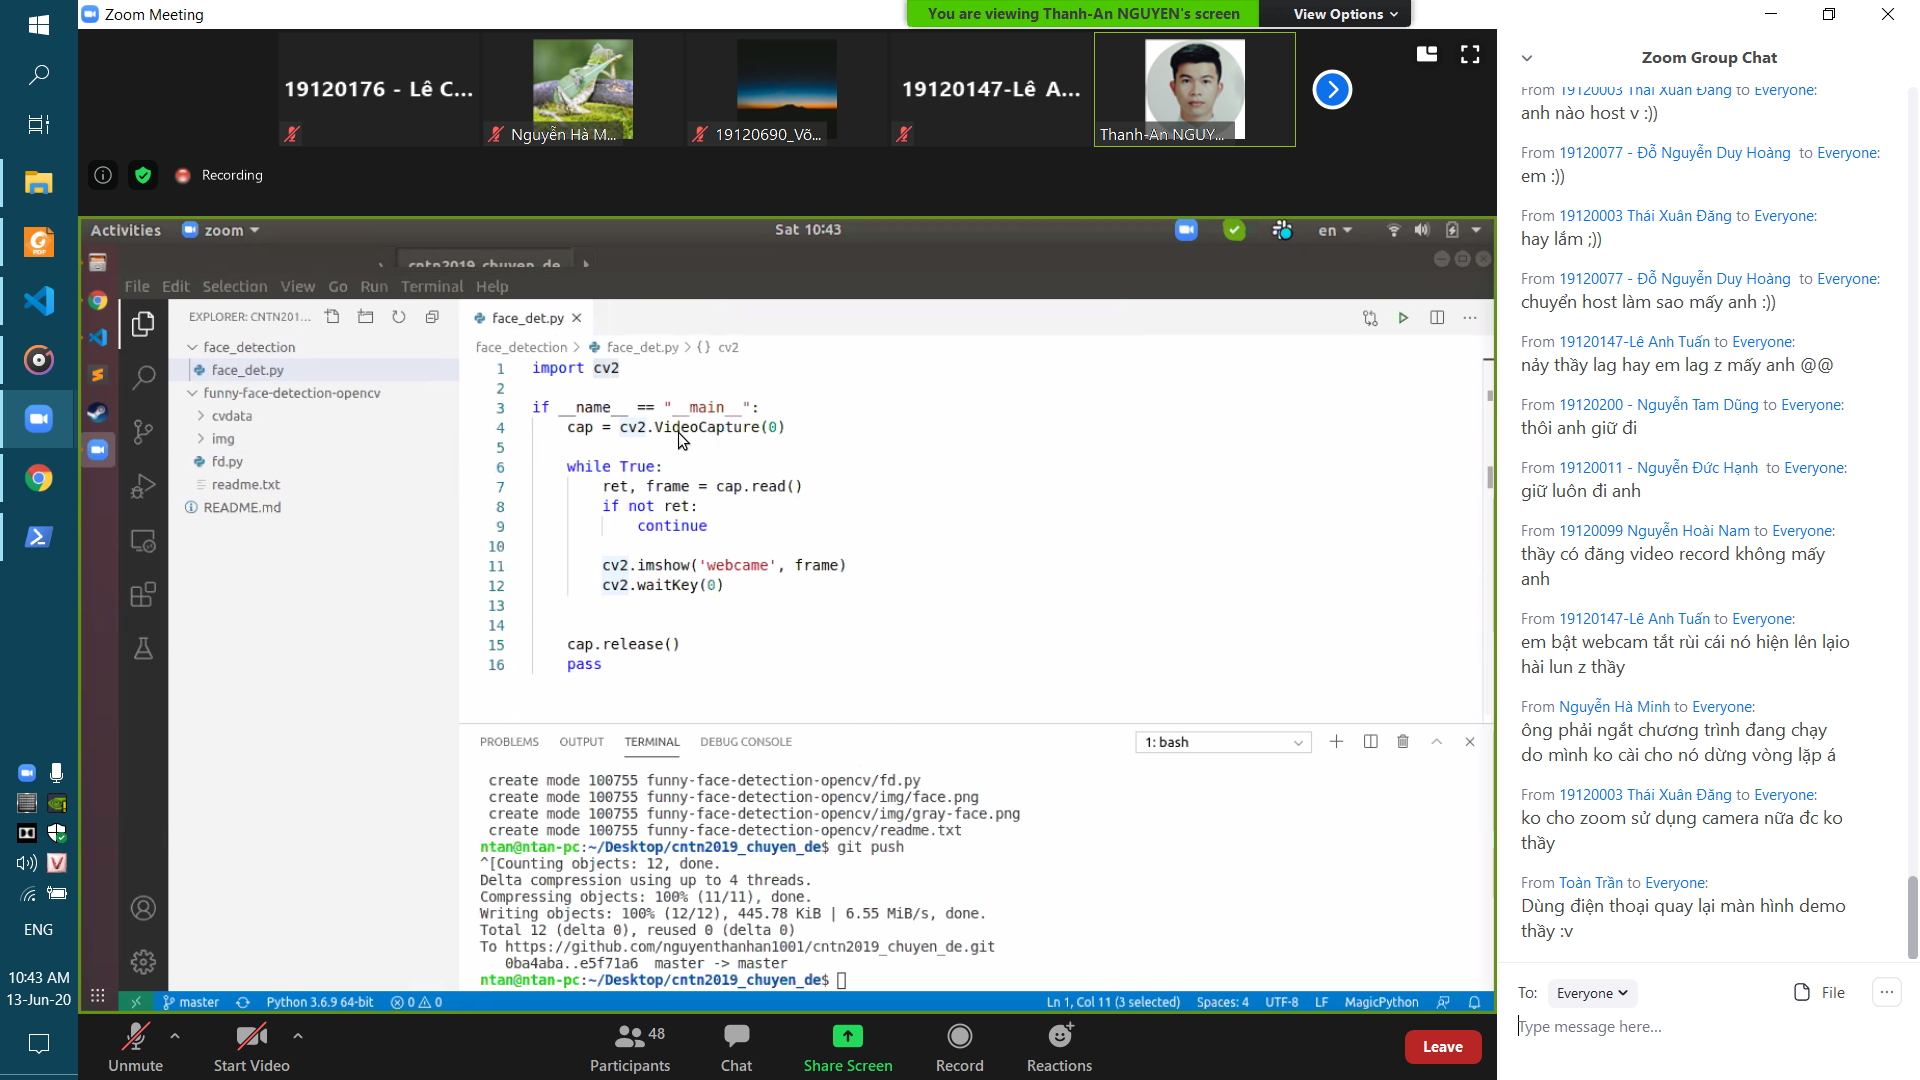 Zoom Meeting
You are viewing Thanh-An NGUYEN's screen
View Options
19120176 - Lê C...
Nguyễn Hà M...
19120690_Võ...
19120147-Lê A...
Thanh-An NGUY...
Recording
Activities
zoom
Sat 10:43
en
cntn2019_chuyen_de
File Edit Selection View Go Run Terminal Help
EXPLORER: CNTN201...
face_detection
face_det.py
funny-face-detection-opencv
cvdata
img
fd.py
readme.txt
README.md
face_det.py
face_detection > face_det.py > {} cv2
1 import cv2
2
3 if __name__ == "__main__":
4 cap = cv2.VideoCapture(0)
5
6 while True:
7 ret, frame = cap.read()
8 if not ret:
9 continue
10
11 cv2.imshow('webcame', frame)
12 cv2.waitKey(0)
13
14
15 cap.release()
16 pass
PROBLEMS OUTPUT TERMINAL DEBUG CONSOLE
1: bash
create mode 100755 funny-face-detection-opencv/fd.py
create mode 100755 funny-face-detection-opencv/img/face.png
create mode 100755 funny-face-detection-opencv/img/gray-face.png
create mode 100755 funny-face-detection-opencv/readme.txt
ntan@ntan-pc:~/Desktop/cntn2019_chuyen_de$ git push
^[Counting objects: 12, done.
Delta compression using up to 4 threads.
Compressing objects: 100% (11/11), done.
Writing objects: 100% (12/12), 445.78 KiB | 6.55 MiB/s, done.
Total 12 (delta 0), reused 0 (delta 0)
To https://github.com/nguyenthanhan1001/cntn2019_chuyen_de.git
0ba4aba..e5f71a6 master -> master
ntan@ntan-pc:~/Desktop/cntn2019_chuyen_de$
master
Python 3.6.9 64-bit
0 0
Ln 1, Col 11 (3 selected)
Spaces: 4
UTF-8
LF
MagicPython
Unmute
Start Video
48
Participants
Chat
Share Screen
Record
Reactions
Leave
ENG
10:43 AM
13-Jun-20
Zoom Group Chat
From 19120003 Thái Xuân Đăng to Everyone:
anh nào host v :))
From 19120077 - Đỗ Nguyễn Duy Hoàng to Everyone:
em :))
From 19120003 Thái Xuân Đăng to Everyone:
hay lắm ;))
From 19120077 - Đỗ Nguyễn Duy Hoàng to Everyone:
chuyển host làm sao mấy anh :))
From 19120147-Lê Anh Tuấn to Everyone:
nảy thầy lag hay em lag z mấy anh @@
From 19120200 - Nguyễn Tam Dũng to Everyone:
thôi anh giữ đi
From 19120011 - Nguyễn Đức Hạnh to Everyone:
giữ luôn đi anh
From 19120099 Nguyễn Hoài Nam to Everyone:
thầy có đăng video record không mấy
anh
From 19120147-Lê Anh Tuấn to Everyone:
em bật webcam tắt rùi cái nó hiện lên lạio
hài lun z thầy
From Nguyễn Hà Minh to Everyone:
ông phải ngắt chương trình đang chạy
do mình ko cài cho nó dừng vòng lặp á
From 19120003 Thái Xuân Đăng to Everyone:
ko cho zoom sử dụng camera nữa đc ko
thầy
From Toàn Trần to Everyone:
Dùng điện thoại quay lại màn hình demo
thầy :v
To: Everyone
File
Type message here...